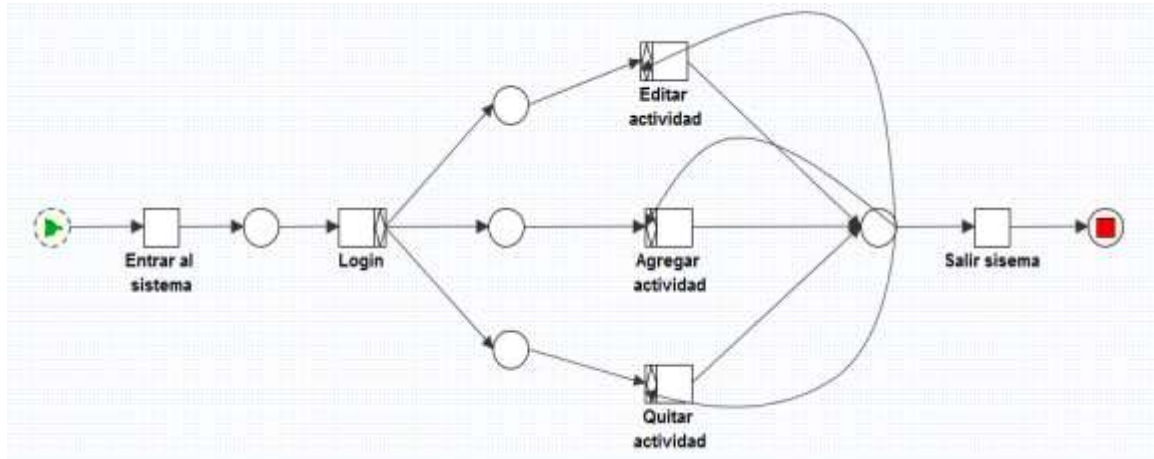 Editar
actividad
Entrar al
sistema
Login
Agregar
actividad
Salir sisema
Quitar
actividad